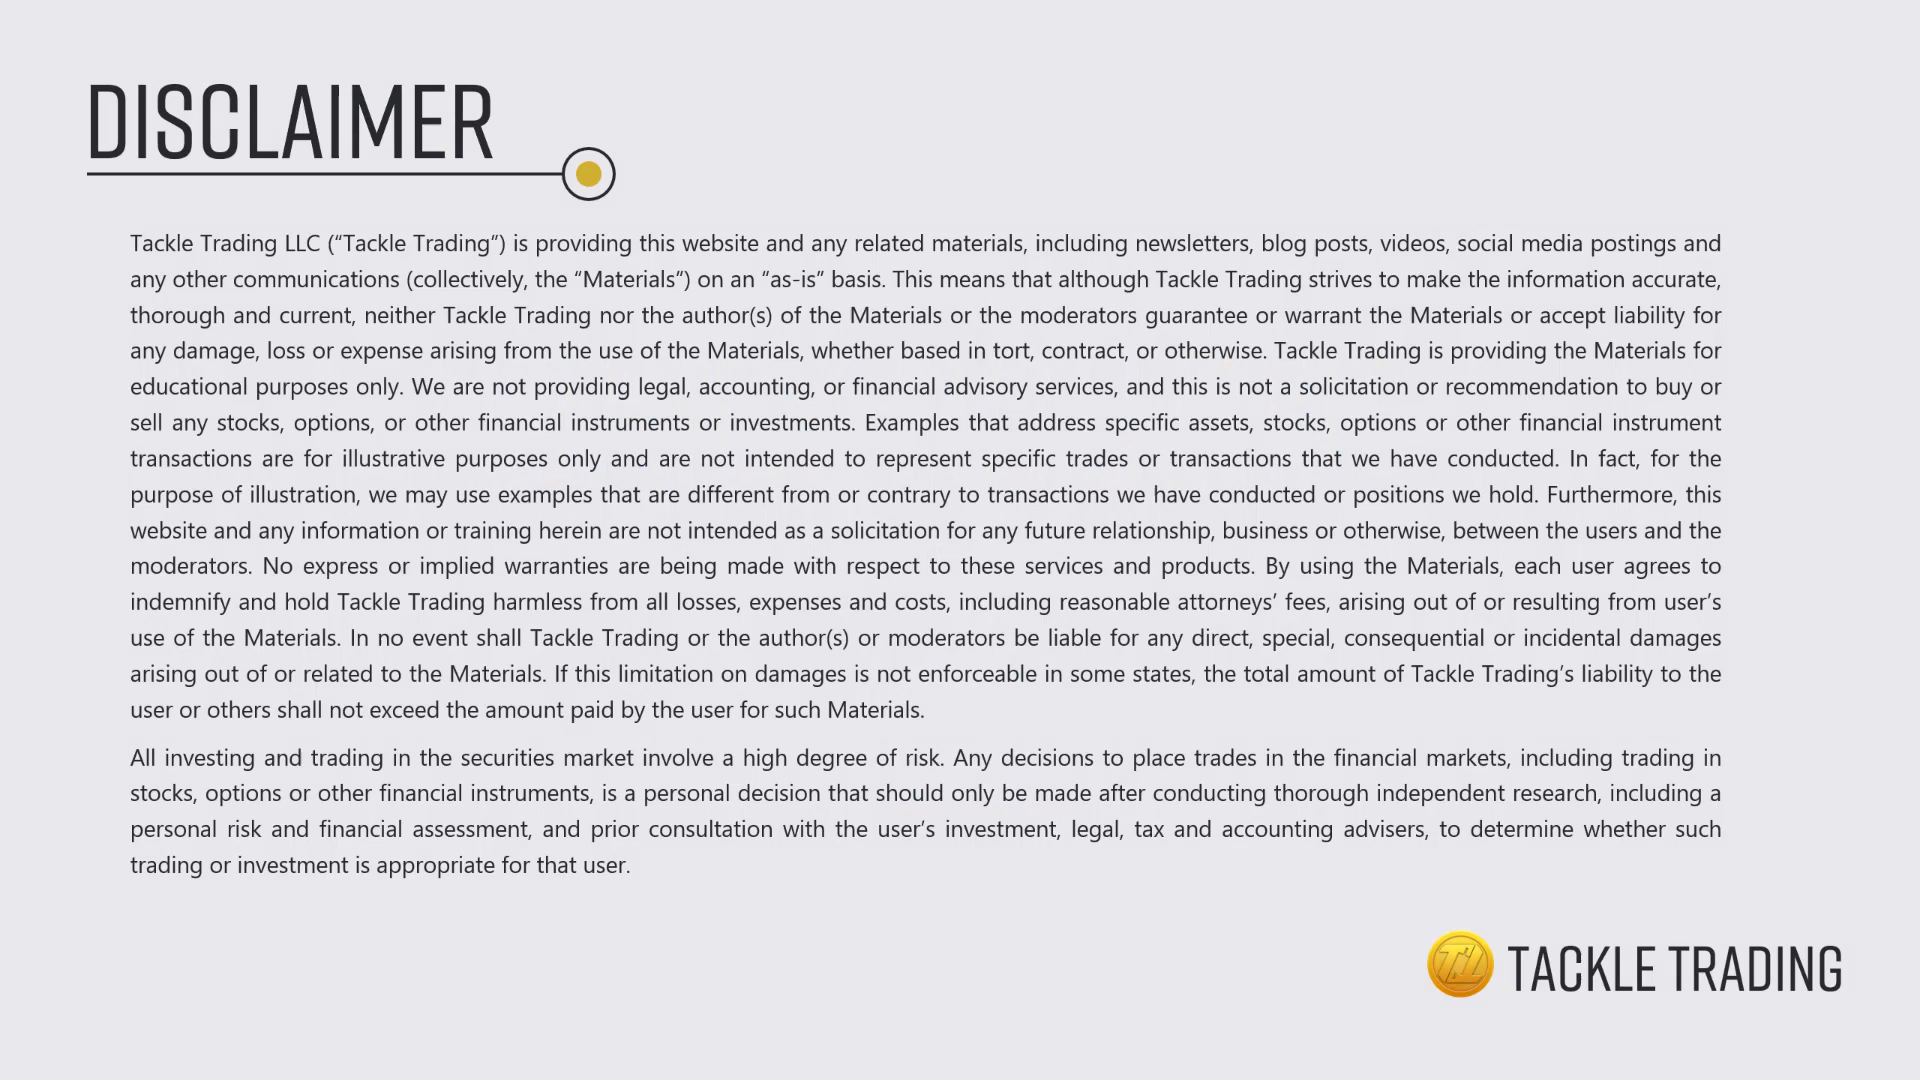 DISCLAIMER
Tackle Trading LLC (“Tackle Trading”) is providing this website and any related materials, including newsletters, blog posts, videos, social media postings and
any other communications (collectively, the “Materials“) on an “as-is” basis. This means that although Tackle Trading strives to make the information accurate,
thorough and current, neither Tackle Trading nor the author(s) of the Materials or the moderators guarantee or warrant the Materials or accept liability for
any damage, loss or expense arising from the use of the Materials, whether based in tort, contract, or otherwise. Tackle Trading is providing the Materials for
educational purposes only. We are not providing legal, accounting, or financial advisory services, and this is not a solicitation or recommendation to buy or
sell any stocks, options, or other financial instruments or investments. Examples that address specific assets, stocks, options or other financial instrument
transactions are for illustrative purposes only and are not intended to represent specific trades or transactions that we have conducted. In fact, for the
purpose of illustration, we may use examples that are different from or contrary to transactions we have conducted or positions we hold. Furthermore, this
website and any information or training herein are not intended as a solicitation for any future relationship, business or otherwise, between the users and the
moderators. No express or implied warranties are being made with respect to these services and products. By using the Materials, each user agrees to
indemnify and hold Tackle Trading harmless from all losses, expenses and costs, including reasonable attorneys’ fees, arising out of or resulting from user’s
use of the Materials. In no event shall Tackle Trading or the author(s) or moderators be liable for any direct, special, consequential or incidental damages
arising out of or related to the Materials. If this limitation on damages is not enforceable in some states, the total amount of Tackle Trading’s liability to the
user or others shall not exceed the amount paid by the user for such Materials.
All investing and trading in the securities market involve a high degree of risk. Any decisions to place trades in the financial markets, including trading in
stocks, options or other financial instruments, is a personal decision that should only be made after conducting thorough independent research, including a
personal risk and financial assessment, and prior consultation with the user’s investment, legal, tax and accounting advisers, to determine whether such
trading or investment is appropriate for that user.
TACKLE TRADING